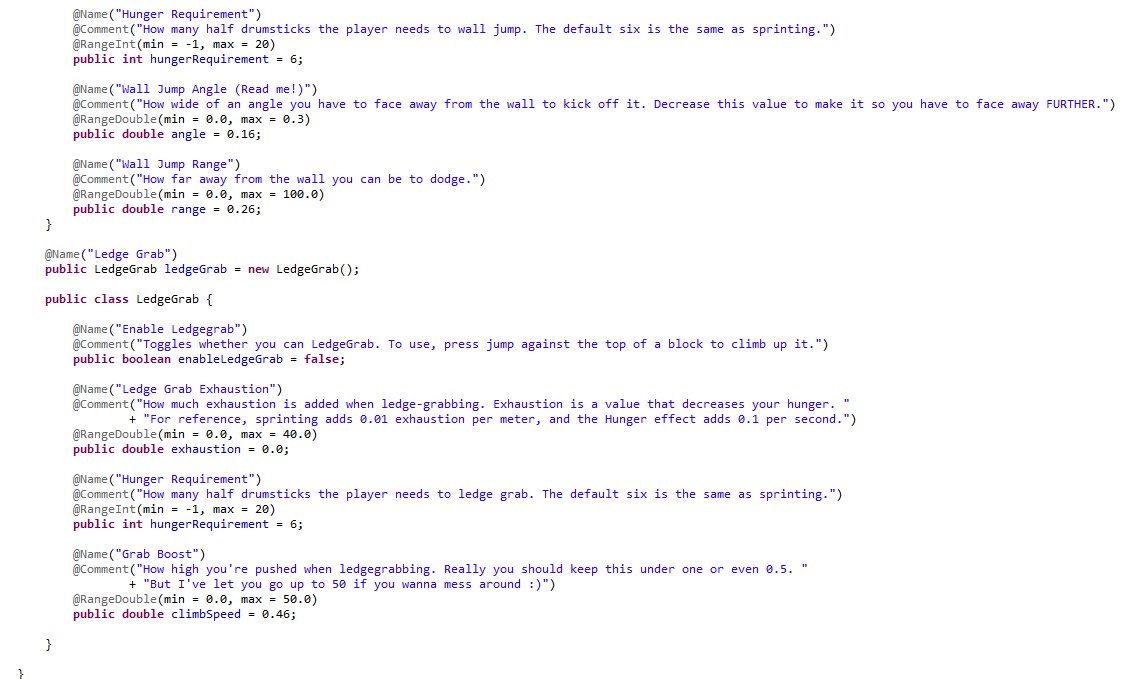 @Name("Hunger Requirement")
@Comment("How many half drumsticks the player needs to wall jump. The default six is the same as sprinting.")
@RangeInt(min = -1, max = 20)
public int hungerRequirement = 6;
@Name("Wall Jump Angle (Read me!)")
@Comment("How wide of an angle you have to face away from the wall to kick off it. Decrease this value to make it so you have to face away FURTHER.")
@RangeDouble(min = 0.0, max = 0.3)
public double angle = 0.16;
@Name("Wall Jump Range")
@Comment("How far away from the wall you can be to dodge.")
@RangeDouble(min = 0.0, max = 100.0)
public double range = 0.26;
}
@Name("Ledge Grab")
public LedgeGrab ledgeGrab = new LedgeGrab();
public class LedgeGrab {
@Name("Enable Ledgegrab")
@Comment("Toggles whether you can LedgeGrab. To use, press jump against the top of a block to climb up it.")
public boolean enableLedgeGrab = false;
@Name("Ledge Grab Exhaustion")
@Comment("How much exhaustion is added when ledge-grabbing. Exhaustion is a value that decreases your hunger. "
+ "For reference, sprinting adds 0.01 exhaustion per meter, and the Hunger effect adds 0.1 per second.")
@RangeDouble(min = 0.0, max = 40.0)
public double exhaustion = 0.0;
@Name("Hunger Requirement")
@Comment("How many half drumsticks the player needs to ledge grab. The default six is the same as sprinting.")
@RangeInt(min = -1, max = 20)
public int hungerRequirement = 6;
@Name("Grab Boost")
@Comment("How high you're pushed when ledgegrabbing. Really you should keep this under one or even 0.5. "
+ "But I've let you go up to 50 if you wanna mess around :)")
@RangeDouble(min = 0.0, max = 50.0)
public double climbSpeed = 0.46;
}
}